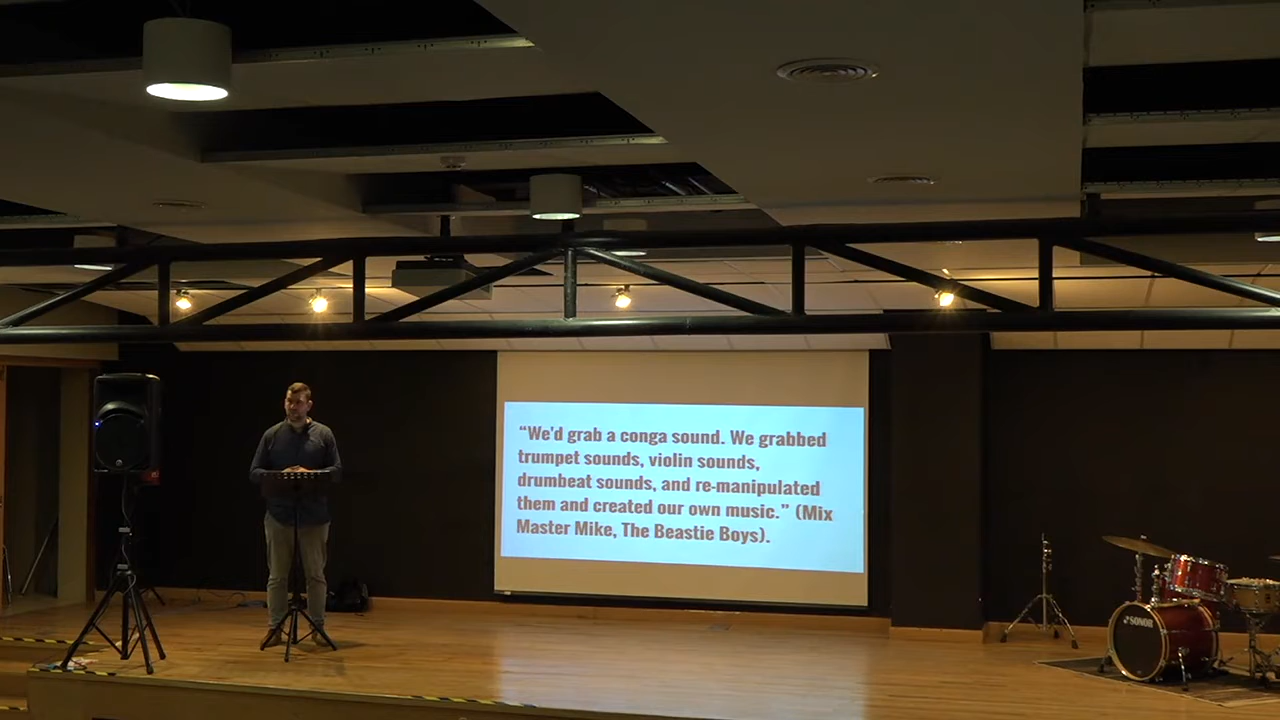 “We'd grab a conga sound. We grabbed
trumpet sounds, violin sounds,
drumbeat sounds, and re-manipulated
them and created our own music.” (Mix
Master Mike, The Beastie Boys).
SONOR